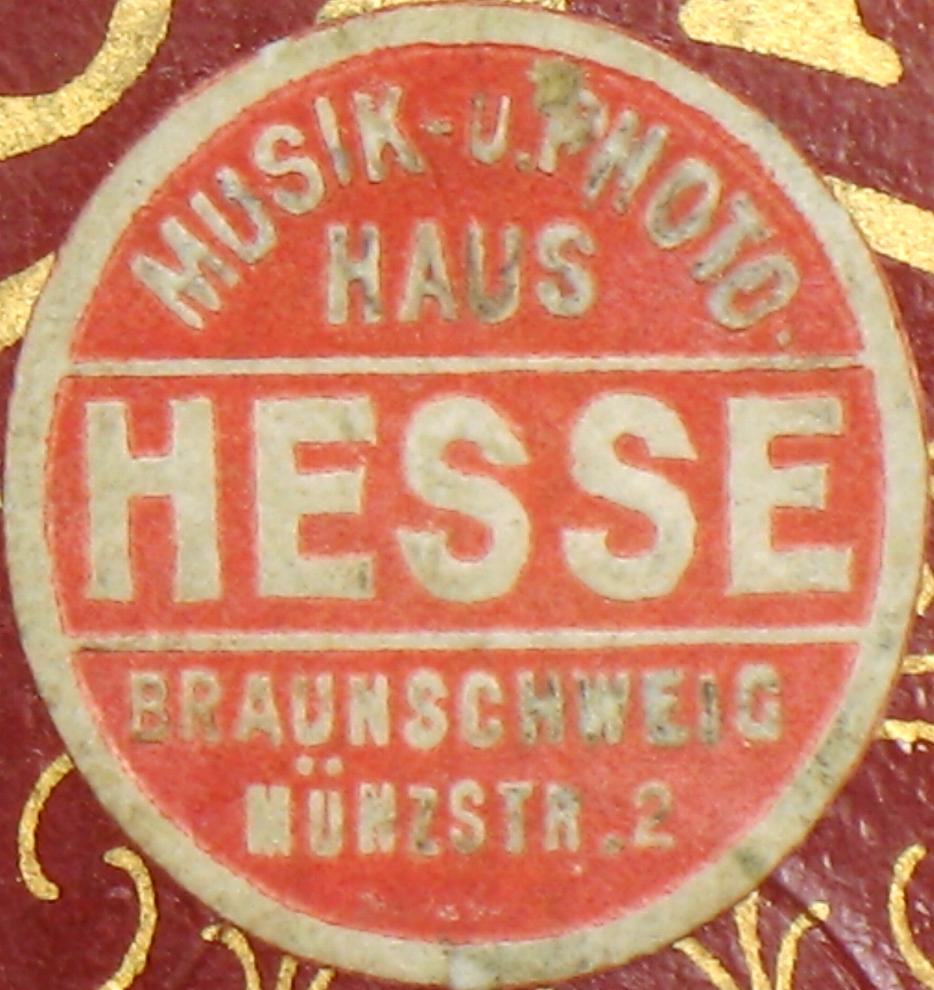 MUSIK-U.PHOTO.
HAUS
HESSE
BRAUNSCHWEIG
MÜNZSTR.2